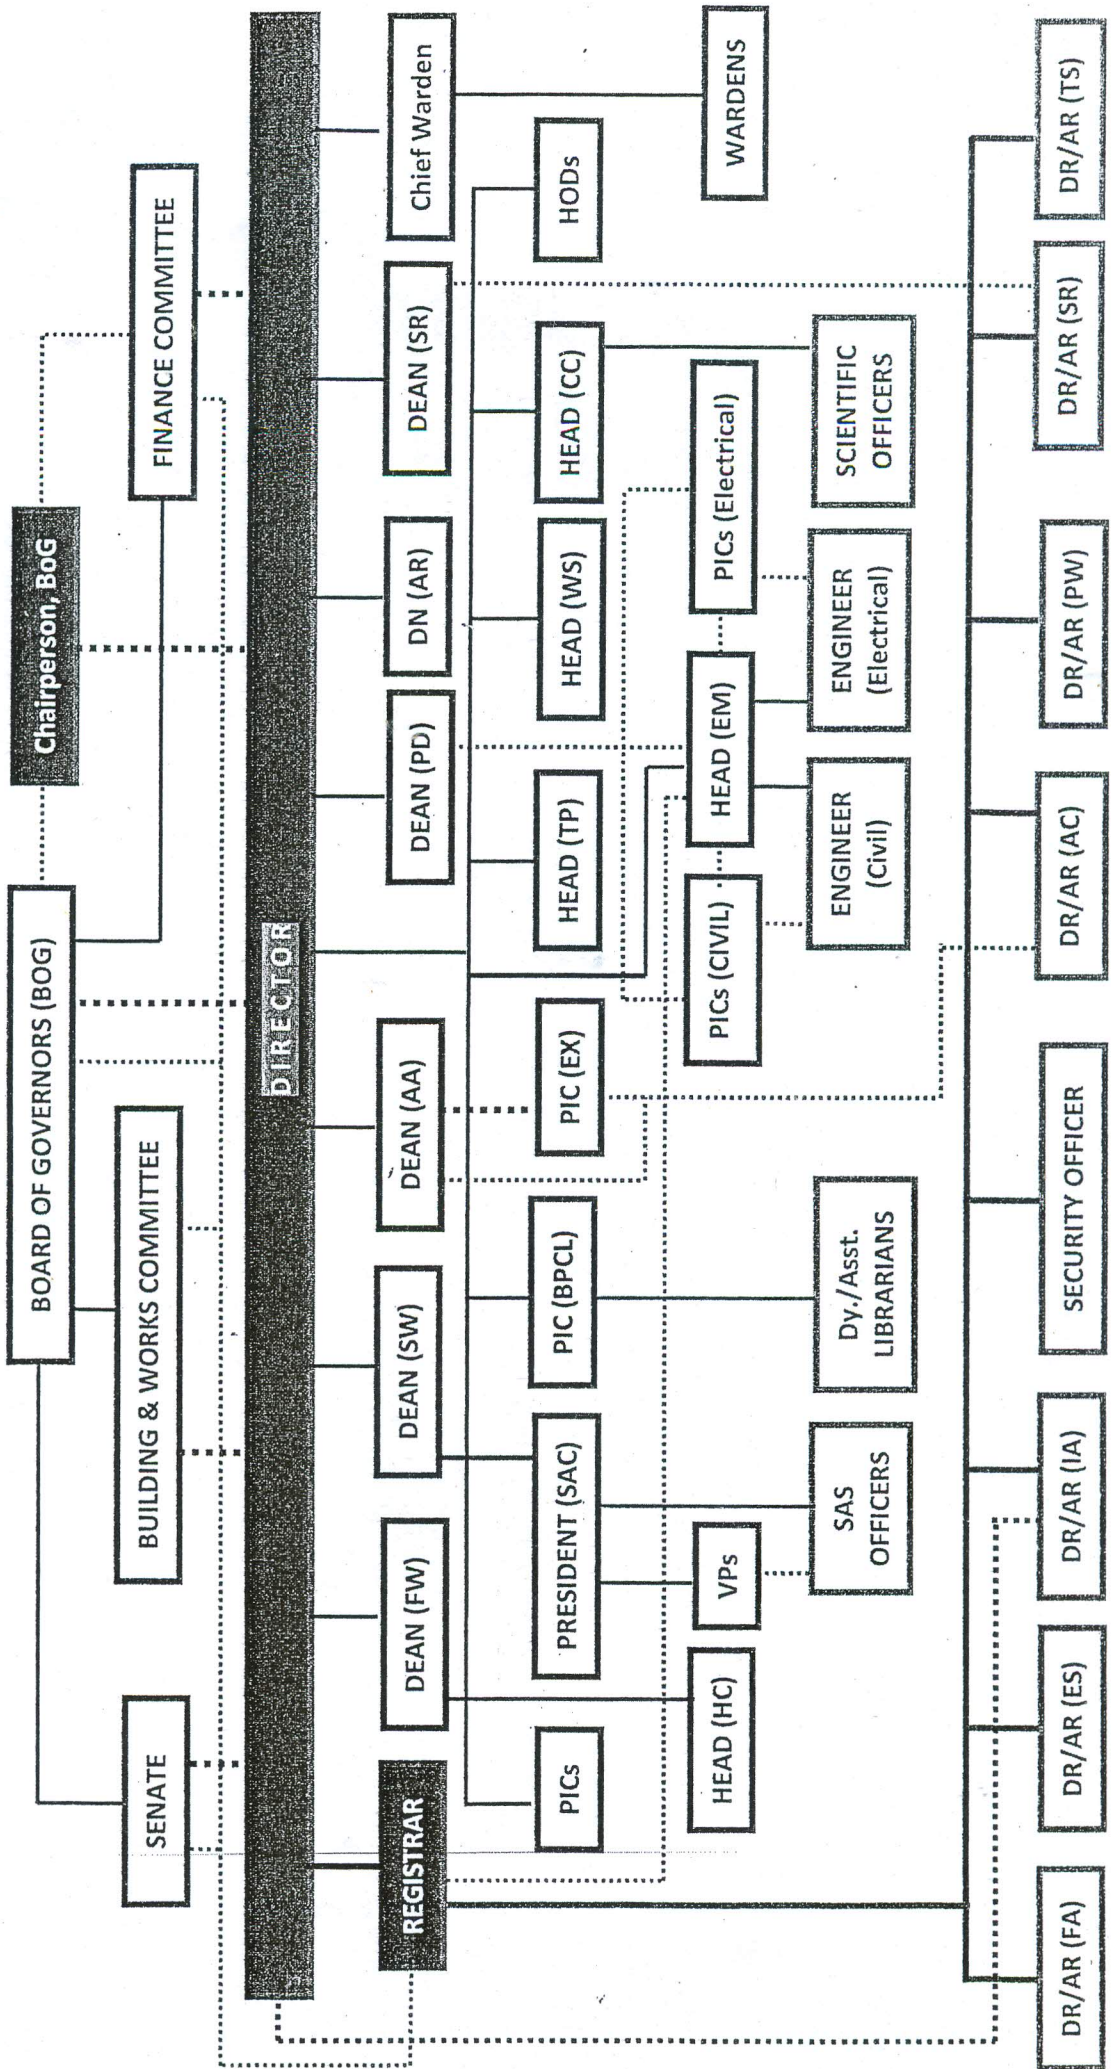 Chairperson, BoG
BOARD OF GOVERNORS (BOG)
SENATE
BUILDING & WORKS COMMITTEE
FINANCE COMMITTEE
DIRECTOR
REGISTRAR
DEAN (FW)
DEAN (SW)
DEAN (AA)
DEAN (PD)
DN (AR)
DEAN (SR)
Chief Warden
PICs
PRESIDENT (SAC)
PIC (BPCL)
PIC (EX)
HEAD (TP)
HEAD (WS)
HEAD (CC)
HODs
HEAD (HC)
VPs
PICs (CIVIL)
HEAD (EM)
PICs (Electrical)
WARDENS
SAS
OFFICERS
Dy./Asst.
LIBRARIANS
ENGINEER
(Civil)
ENGINEER
(Electrical)
SCIENTIFIC
OFFICERS
DR/AR (FA)
DR/AR (ES)
DR/AR (IA)
SECURITY OFFICER
DR/AR (AC)
DR/AR (PW)
DR/AR (SR)
DR/AR (TS)